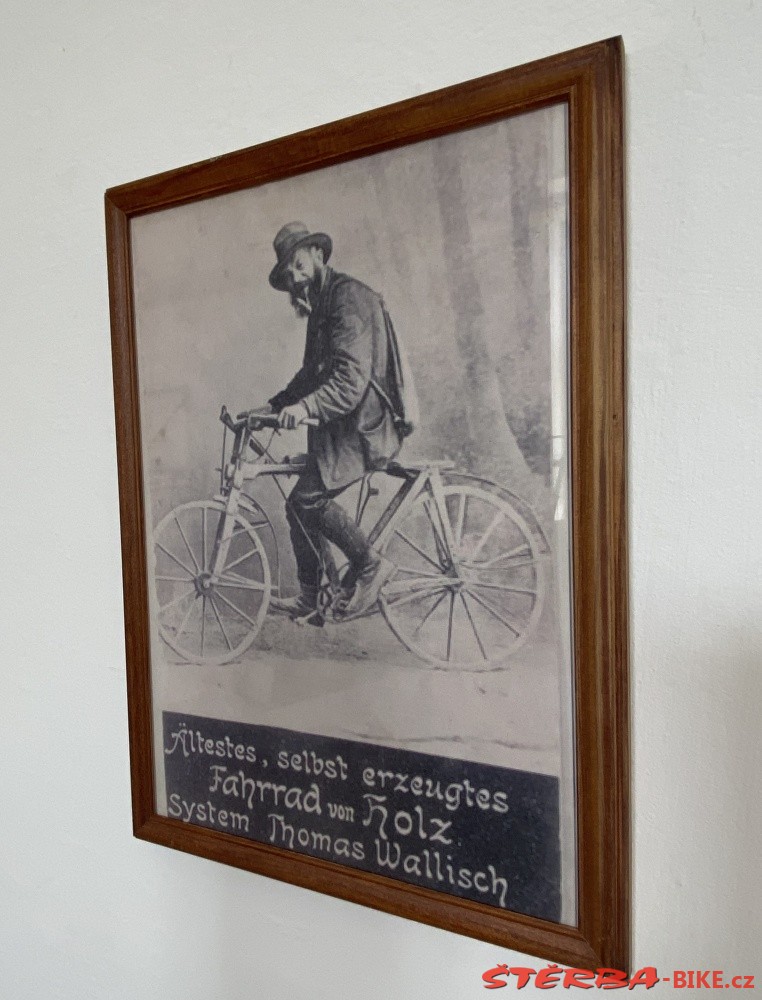 Ältestes, selbst erzeugtes
Fahrrad von Holz
System Thomas Wallisch
ŠTĚRBA-BIKE.cz